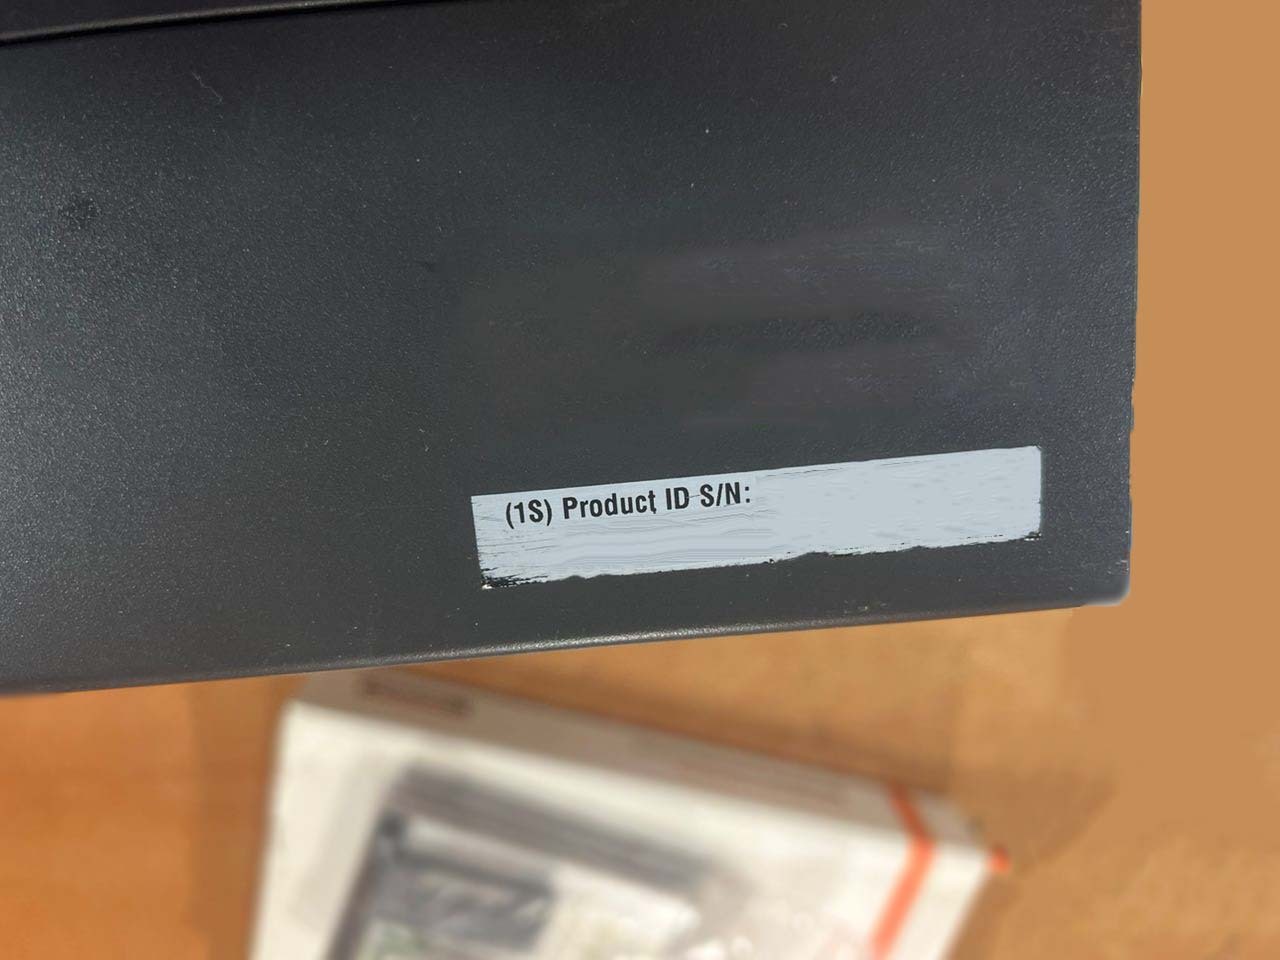 (1S) Product ID S/N: